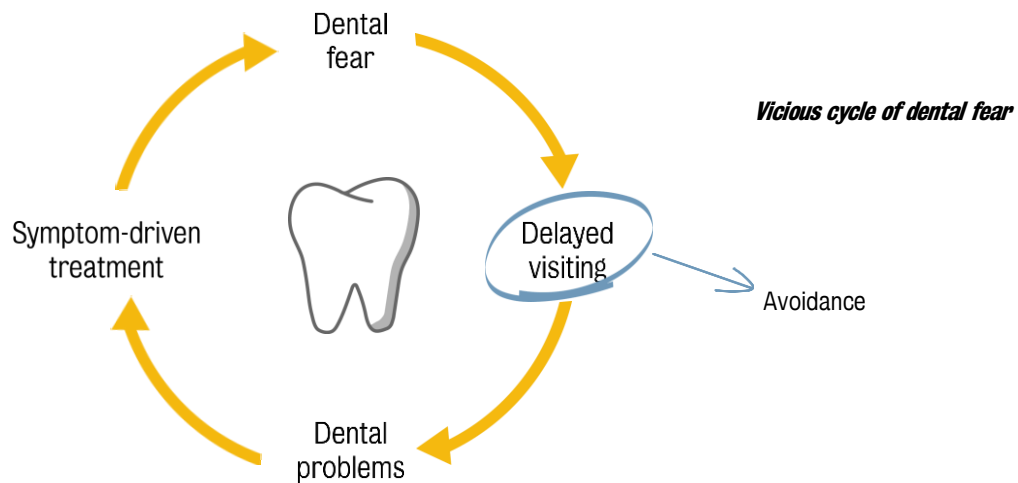 Dental
fear
Vicious cycle of dental fear
Symptom-driven
treatment
Delayed
visiting
Avoidance
Dental
problems